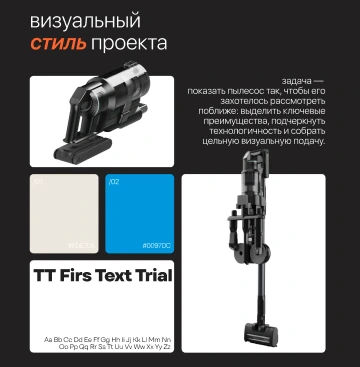 визуальный
стиль проекта
задача —
показать пылесос так, чтобы его
захотелось рассмотреть
поближе: выделить ключевые
преимущества, подчеркнуть
технологичность и собрать
цельную визуальную подачу.
/02
#0097DC
TT Firs Text Trial
Aa Bb Cc Dd Ee Ff Gg Hh Ii Jj Kk Ll Mm Nn
Oo Pp Qq Rr Ss Tt Uu Vv Ww Xx Yy Zz